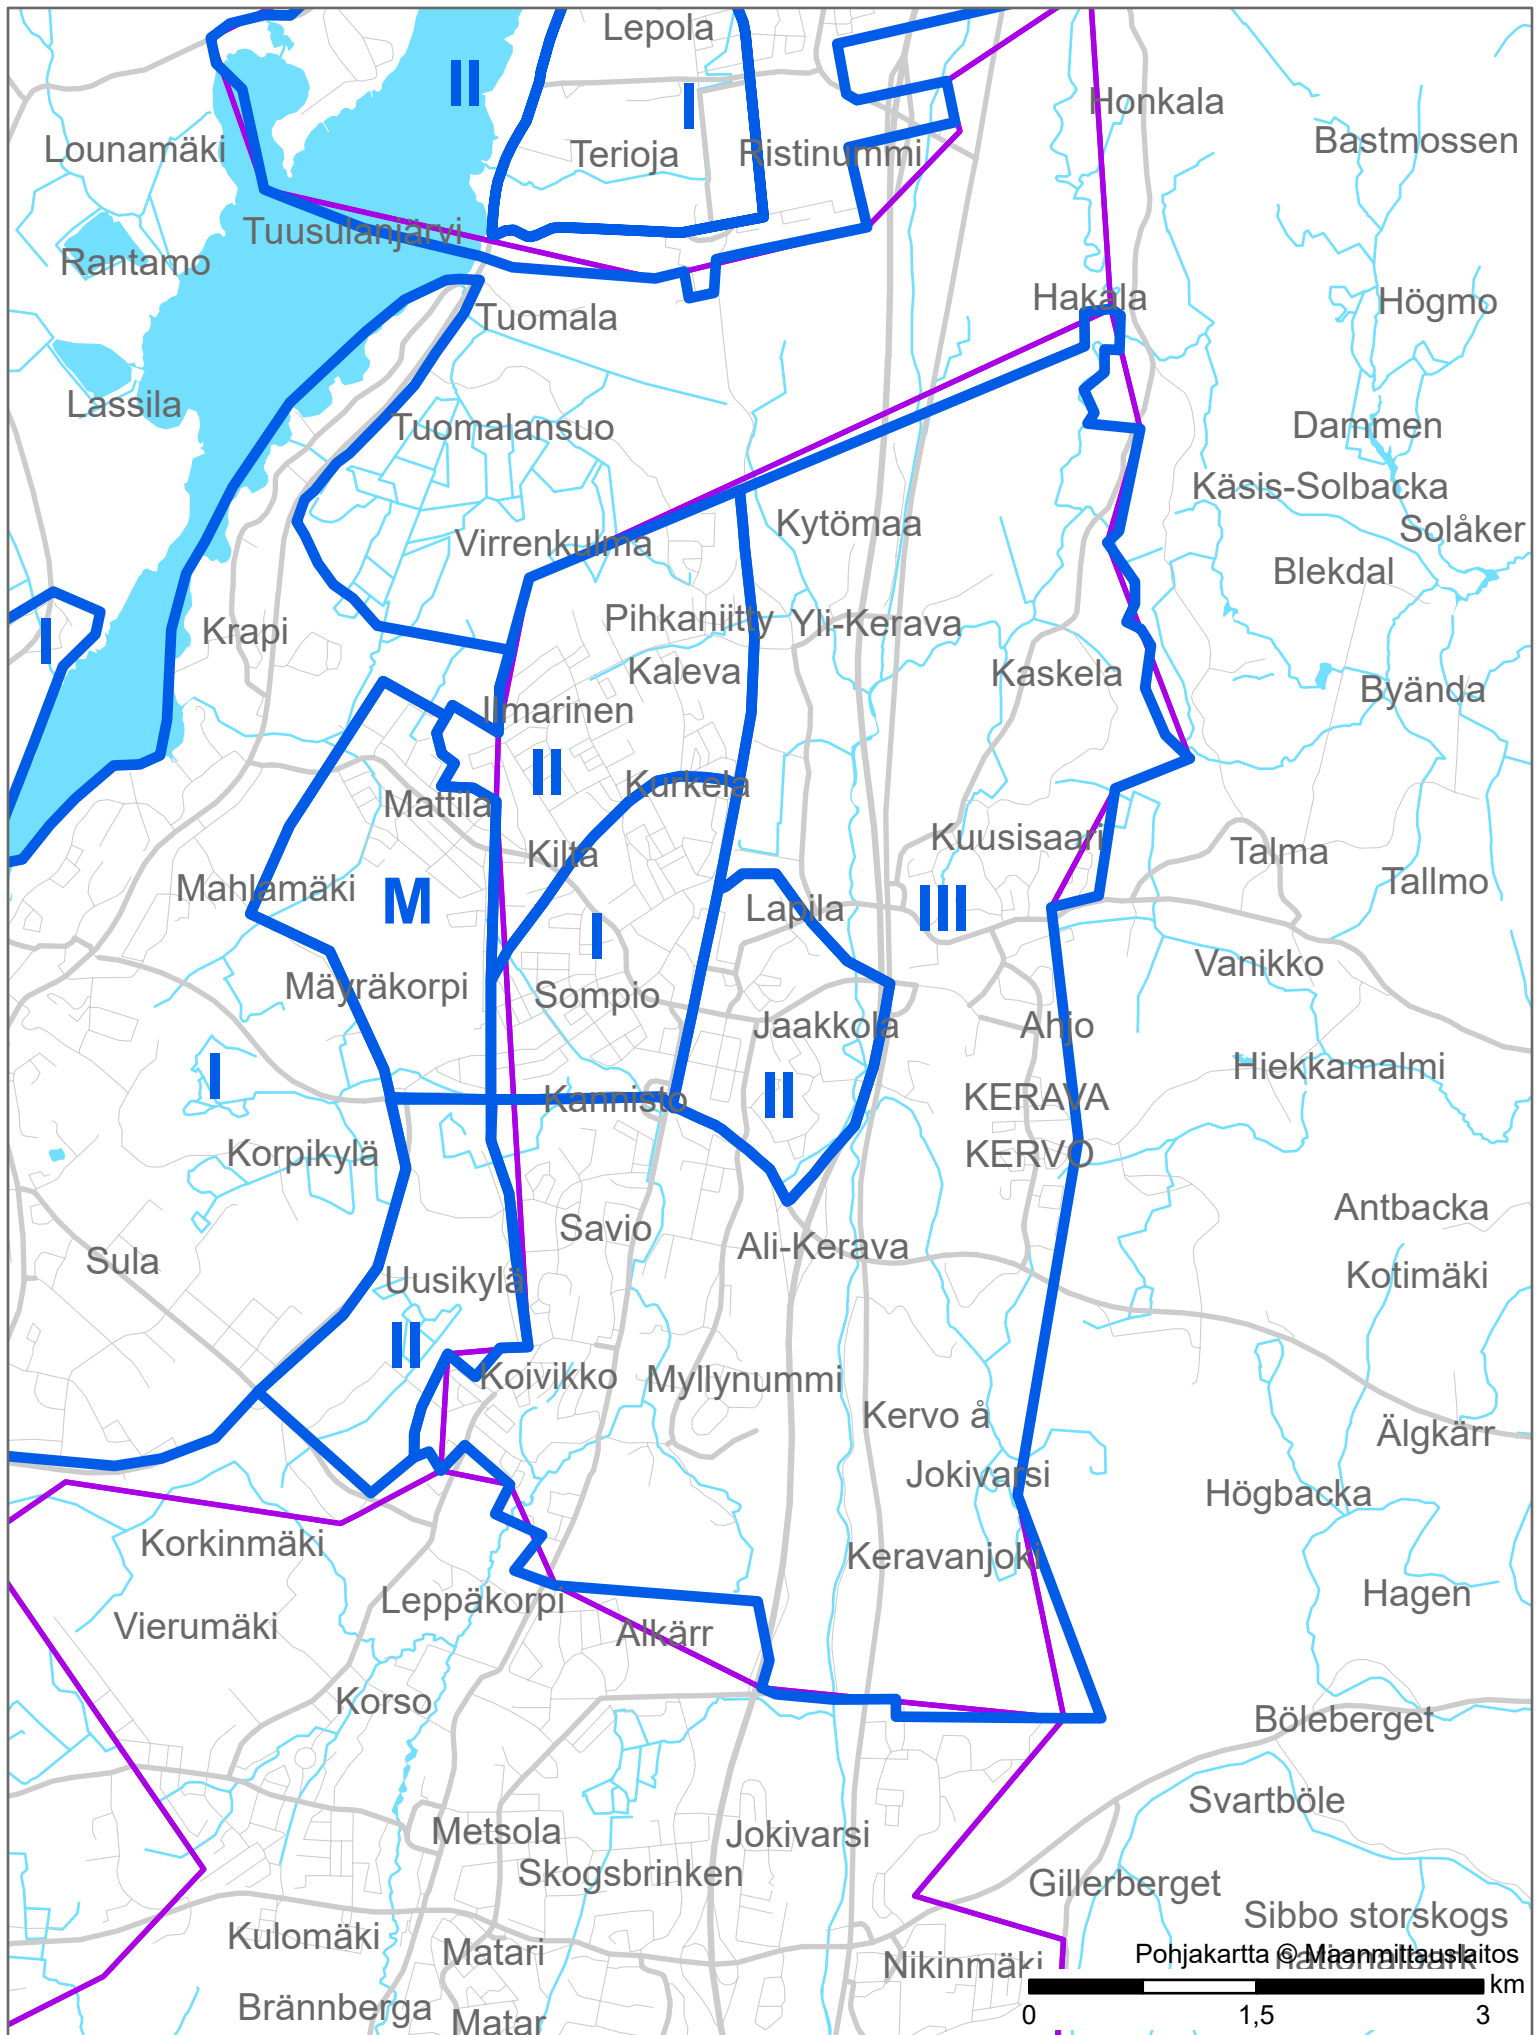 Lepola
II
I
Honkala
Bastmossen
Lounamäki
Terioja
Ristinummi
Tuusulanjärvi
Rantamo
Hakala
Högmo
Tuomala
Lassila
Tuomalansuo
Dammen
Käsis-Solbacka
Kytömaa
Solåker
Virrenkulma
Blekdal
Pihkaniitty
Yli-Kerava
I
Krapi
Kaleva
Kaskela
Byända
Ilmarinen
II
Kurkela
Mattila
Kuusisaari
Kilta
Talma
Tallmo
Mahlamäki
M
Lapila
III
I
Vanikko
Mäyräkorpi
Sompio
Jaakkola
Ahjo
Hiekkamalmi
I
II
Kannisto
KERAVA
Korpikylä
KERVO
Antbacka
Savio
Ali-Kerava
Sula
Uusikylä
Kotimäki
II
Koivikko
Myllynummi
Kervo å
Älgkärr
Jokivarsi
Högbacka
Korkinmäki
Keravanjoki
Leppäkorpi
Hagen
Vierumäki
Alkärr
Korso
Böleberget
Svartböle
Metsola
Jokivarsi
Skogsbrinken
Gillerberget
Sibbo storskogs
nationalpark
Kulomäki
Matari
Nikinmäki
Pohjakartta © Maanmittauslaitos
km
0 1,5 3
Brännberga
Matar